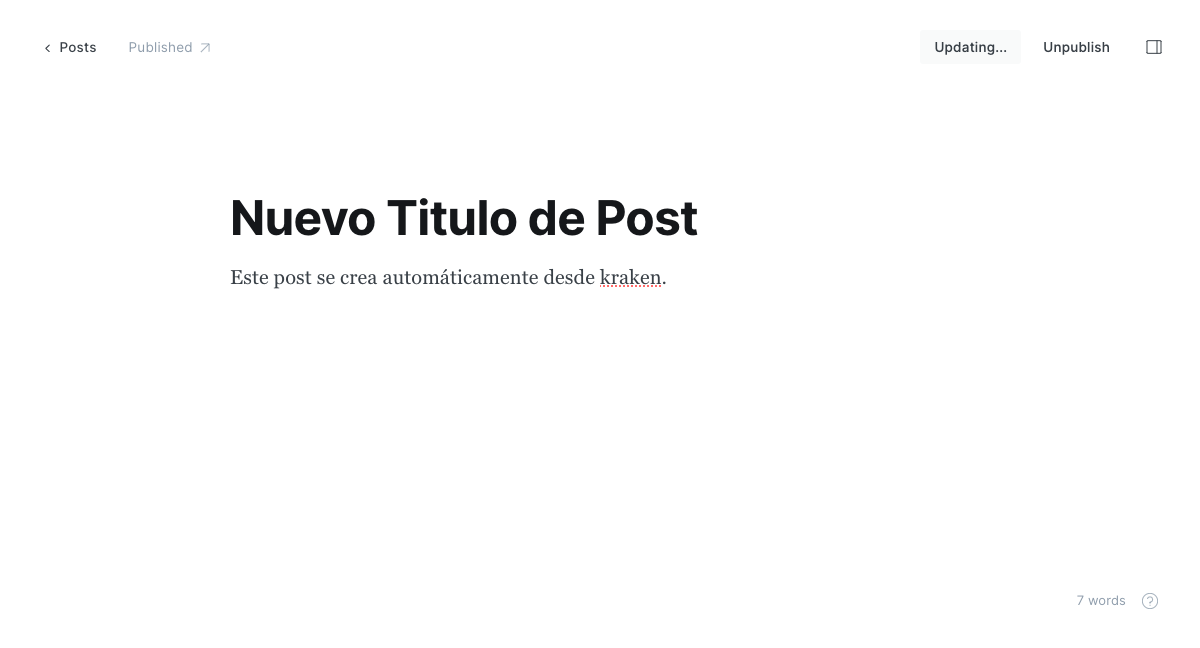 Posts
Published
Updating...
Unpublish
Nuevo Titulo de Post
Este post se crea automáticamente desde kraken.
7 words
?